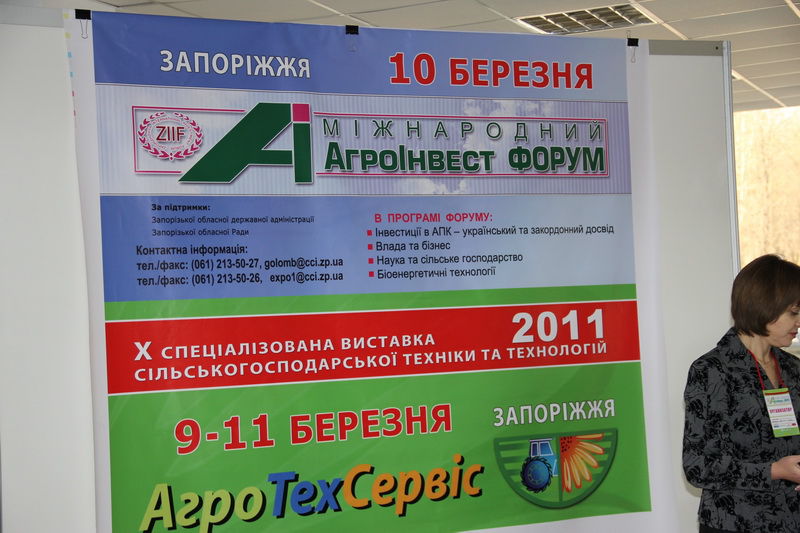 ЗАПОРІЖЖЯ 10 БЕРЕЗНЯ
ZIIF
АІ МІЖНАРОДНИЙ
АгроІнвест ФОРУМ
За підтримки:
Запорізької обласної державної адміністрації
Запорізької обласної Ради
Контактна інформація:
тел./факс: (061) 213-50-27, golomb@cci.zp.ua
тел./факс: (061) 213-50-26, expo1@cci.zp.ua
В ПРОГРАМІ ФОРУМУ:
Інвестиції в АПК – український та закордонний досвід
Влада та бізнес
Наука та сільське господарство
Біоенергетичні технології
X СПЕЦІАЛІЗОВАНА ВИСТАВКА 2011
СІЛЬСЬКОГОСПОДАРСЬКОЇ ТЕХНІКИ ТА ТЕХНОЛОГІЙ
9-11 БЕРЕЗНЯ ЗАПОРІЖЖЯ
АгроТехСервіс
ОРГАНІЗАТОР